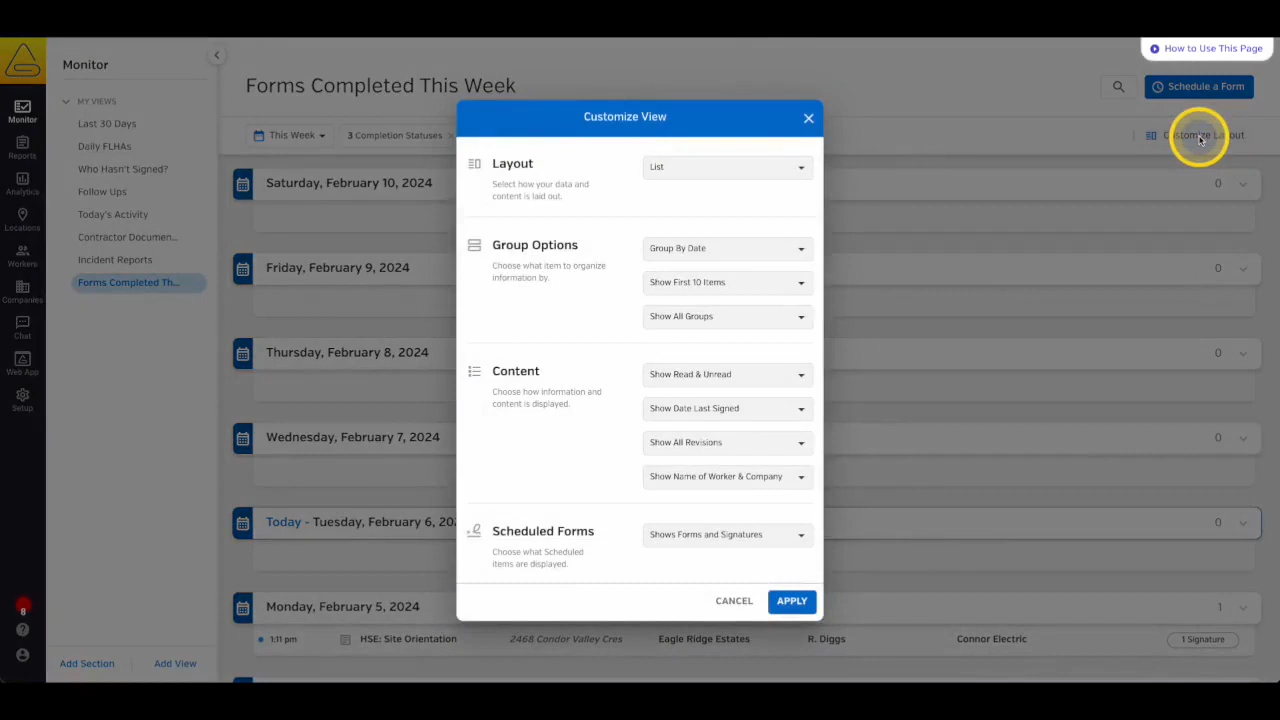 How to Use This Page
Monitor
MY VIEWS
Last 30 Days
Daily FLHAs
Who Hasn't Signed?
Follow Ups
Today's Activity
Contractor Documen...
Incident Reports
Forms Completed Th...
Add Section
Add View
Monitor
Reports
Analytics
Locations
Workers
Companies
Chat
Web App
Setup
8
Forms Completed This Week
Schedule a Form
This Week
3 Completion Statuses
Customize Layout
Saturday, February 10, 2024
0
Friday, February 9, 2024
0
Thursday, February 8, 2024
0
Wednesday, February 7, 2024
0
Today - Tuesday, February 6, 20
0
Monday, February 5, 2024
1
1:11 pm
HSE: Site Orientation
2468 Condor Valley Cres
Eagle Ridge Estates
R. Diggs
Connor Electric
1 Signature
Customize View
Layout
Select how your data and
content is laid out.
List
Group Options
Choose what item to organize
information by.
Group By Date
Show First 10 Items
Show All Groups
Content
Choose how information and
content is displayed.
Show Read & Unread
Show Date Last Signed
Show All Revisions
Show Name of Worker & Company
Scheduled Forms
Choose what Scheduled
items are displayed.
Shows Forms and Signatures
CANCEL
APPLY